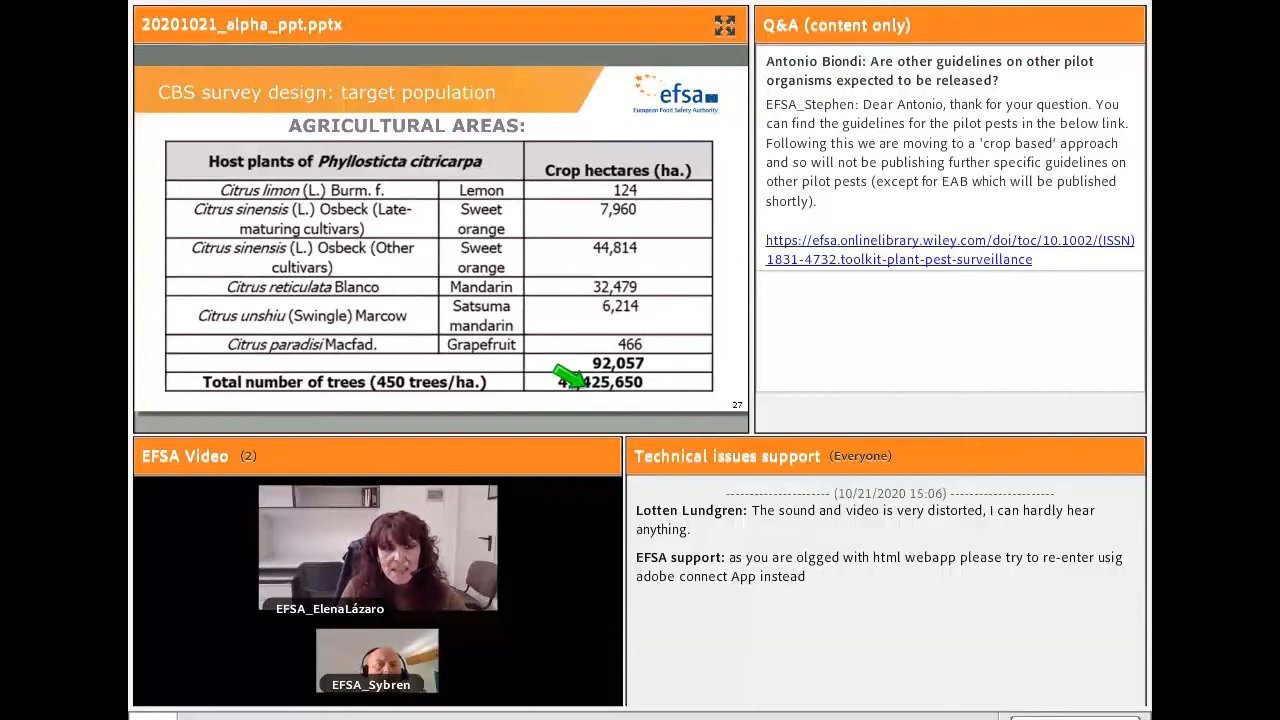 20201021_alpha_ppt.pptx
CBS survey design: target population
efsa
European Food Safety Authority
AGRICULTURAL AREAS:
Host plants of Phyllosticta citricarpa
Crop hectares (ha.)
Citrus limon (L.) Burm. f. Lemon 124
Citrus sinensis (L.) Osbeck (Late-
maturing cultivars)
Sweet
orange
7,960
Citrus sinensis (L.) Osbeck (Other
cultivars)
Sweet
orange
44,814
Citrus reticulata Blanco Mandarin 32,479
Citrus unshiu (Swingle) Marcow
Satsuma
mandarin
6,214
Citrus paradisi Macfad. Grapefruit 466
92,057
Total number of trees (450 trees/ha.)
27
Q&A (content only)
Antonio Biondi: Are other guidelines on other pilot
organisms expected to be released?
EFSA_Stephen: Dear Antonio, thank for your question. You
can find the guidelines for the pilot pests in the below link.
Following this we are moving to a 'crop based' approach
and so will not be publishing further specific guidelines on
other pilot pests (except for EAB which will be published
shortly).
https://efsa.onlinelibrary.wiley.com/doi/toc/10.1002/(ISSN)
1831-4732.toolkit-plant-pest-surveillance
EFSA Video (2)
EFSA_ElenaLázaro
EFSA_Sybren
Technical issues support (Everyone)
---------------------- (10/21/2020 15:06) ----------------------
Lotten Lundgren: The sound and video is very distorted, I can hardly hear
anything.
EFSA support: as you are olgged with html webapp please try to re-enter usig
adobe connect App instead